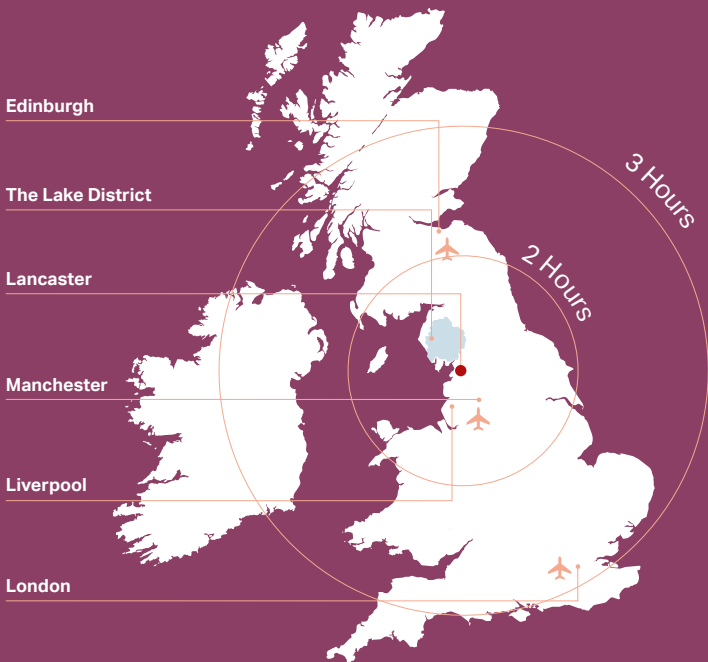 Edinburgh
3 Hours
The Lake District
2 Hours
Lancaster
Manchester
Liverpool
London